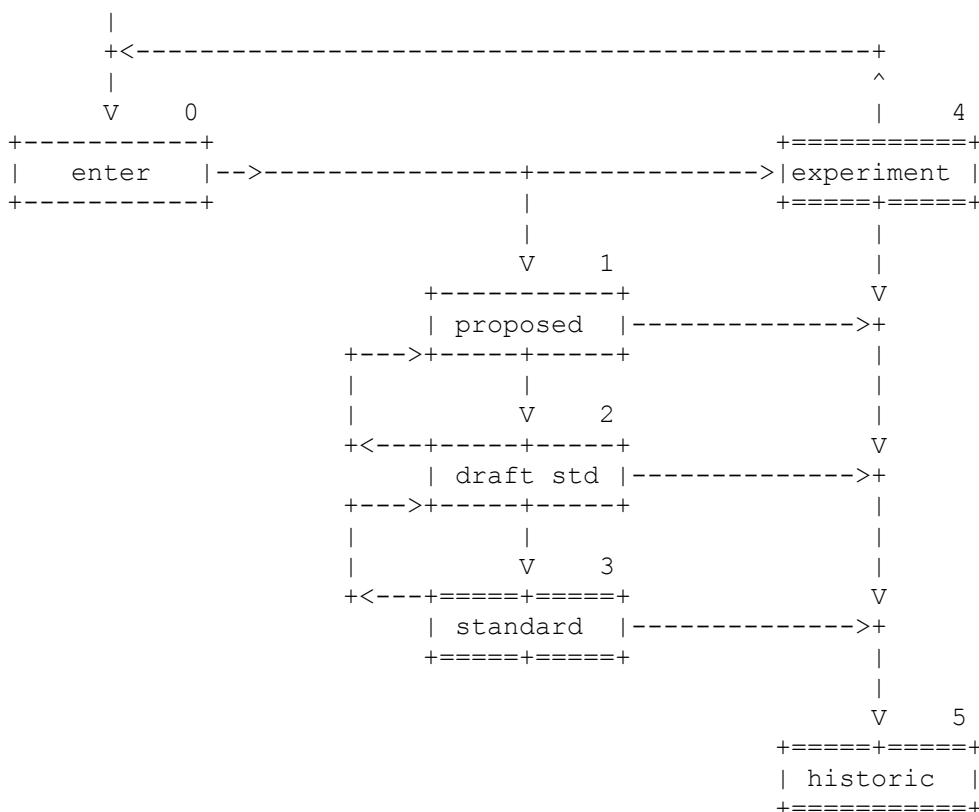 |
+<----------------------------------------------+
|                                               ^
V    0                                          |    4
+-----------+                                   +===========+
|   enter   |-->----------------+-------------->|experiment |
+-----------+                   |               +=====+=====+
|                     |
V    1                |
+-----------+               V
| proposed  |-------------->+
+--->+-----+-----+               |
|          |                     |
|          V    2                |
+<---+-----+-----+               V
| draft std |-------------->+
+--->+-----+-----+               |
|          |                     |
|          V    3                |
+<---+=====+=====+               V
| standard  |-------------->+
+=====+=====+               |
|
V    5
+=====+=====+
| historic  |
+===========+